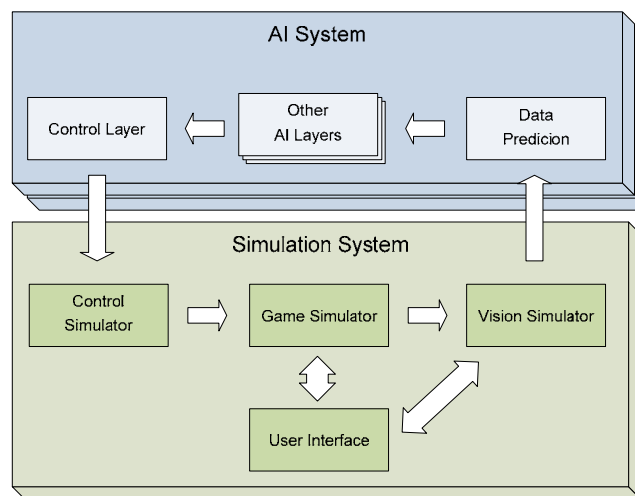 AI System
Control Layer
Other
AI Layers
Data
Predicion
Simulation System
Control
Simulator
Game Simulator
Vision Simulator
User Interface